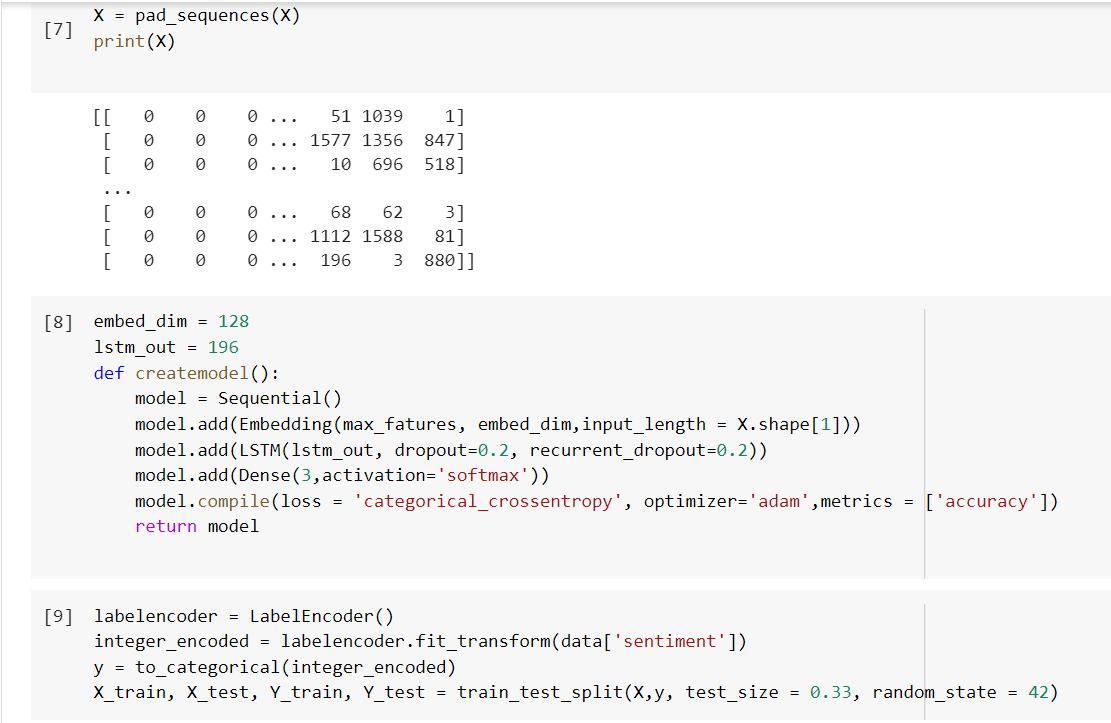 X = pad_sequences(X)
[7]
print(X)
[[   0    0    0 ...   51 1039    1]
 [   0    0    0 ... 1577 1356  847]
 [   0    0    0 ...   10  696  518]
 ...
 [   0    0    0 ...   68   62    3]
 [   0    0    0 ... 1112 1588   81]
 [   0    0    0 ...  196    3  880]]
[8] embed_dim = 128
lstm_out = 196
def createmodel():
    model = Sequential()
    model.add(Embedding(max_fatures, embed_dim,input_length = X.shape[1]))
    model.add(LSTM(lstm_out, dropout=0.2, recurrent_dropout=0.2))
    model.add(Dense(3,activation='softmax'))
    model.compile(loss = 'categorical_crossentropy', optimizer='adam',metrics = ['accuracy'])
    return model
[9] labelencoder = LabelEncoder()
integer_encoded = labelencoder.fit_transform(data['sentiment'])
y = to_categorical(integer_encoded)
X_train, X_test, Y_train, Y_test = train_test_split(X,y, test_size = 0.33, random_state = 42)